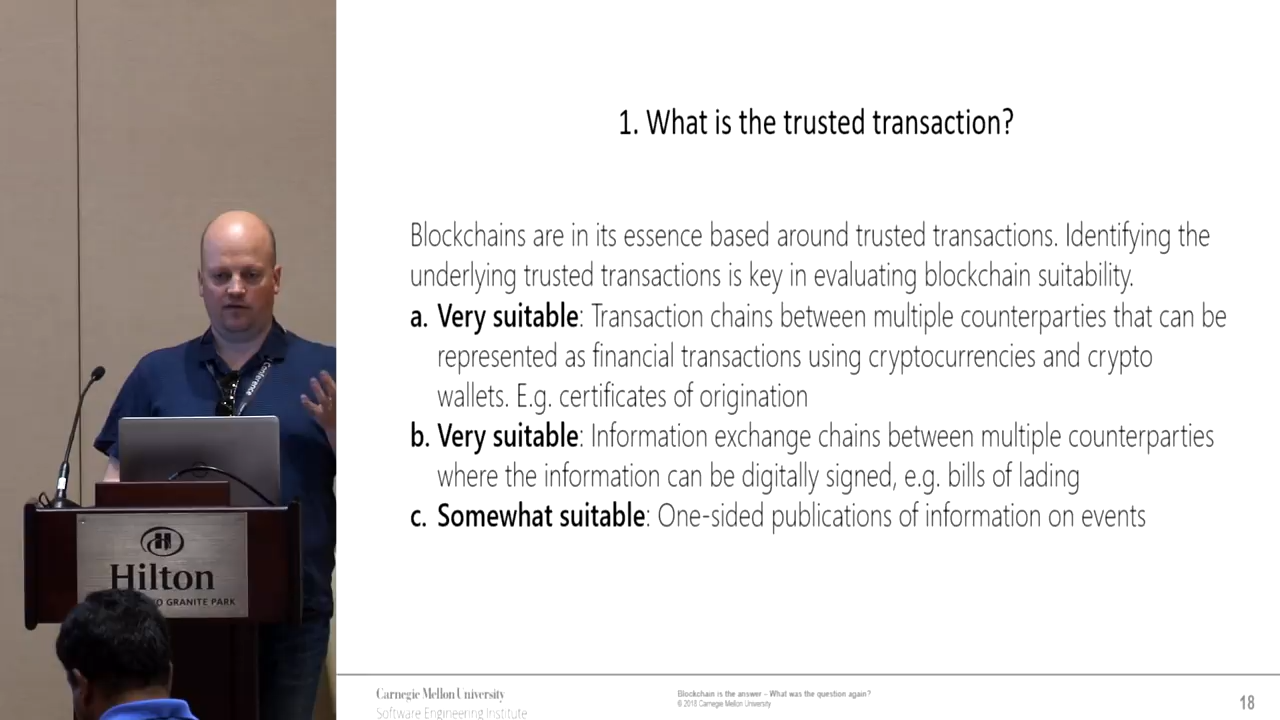 1. What is the trusted transaction?
Blockchains are in its essence based around trusted transactions. Identifying the
underlying trusted transactions is key in evaluating blockchain suitability.
a. Very suitable: Transaction chains between multiple counterparties that can be
represented as financial transactions using cryptocurrencies and crypto
wallets. E.g. certificates of origination
b. Very suitable: Information exchange chains between multiple counterparties
where the information can be digitally signed, e.g. bills of lading
c. Somewhat suitable: One-sided publications of information on events
Conference
Hilton
GRANITE PARK
Carnegie Mellon University
Software Engineering Institute
Blockchain is the answer – What was the question again?
© 2018 Carnegie Mellon University
18